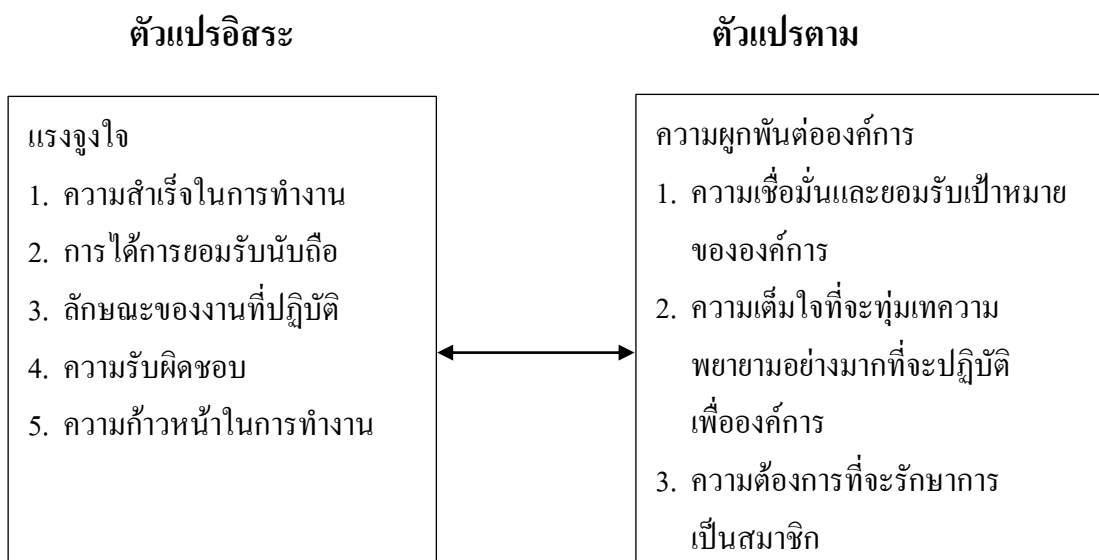 ตัวแปรอิสระ
ตัวแปรตาม
แรงจูงใจ
1. ความสำเร็จในการทำงาน
2. การได้การยอมรับนับถือ
3. ลักษณะของงานที่ปฏิบัติ
4. ความรับผิดชอบ
5. ความก้าวหน้าในการทำงาน
ความผูกพันต่อองค์การ
1. ความเชื่อมั่นและยอมรับเป้าหมาย
ขององค์การ
2. ความเต็มใจที่จะทุ่มเทความ
พยายามอย่างมากที่จะปฏิบัติ
เพื่อองค์การ
3. ความต้องการที่จะรักษาการ
เป็นสมาชิก